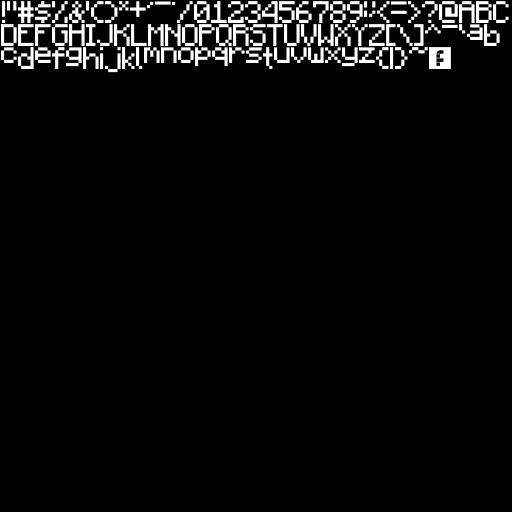 !"#$%&'()*+,-./0123456789:;<=>?@ABC
DEFGHIJKLMNOPQRSTUVWXYZ[\]^_`ab
cdefghijklmnopqrstuvwxyz{|}~